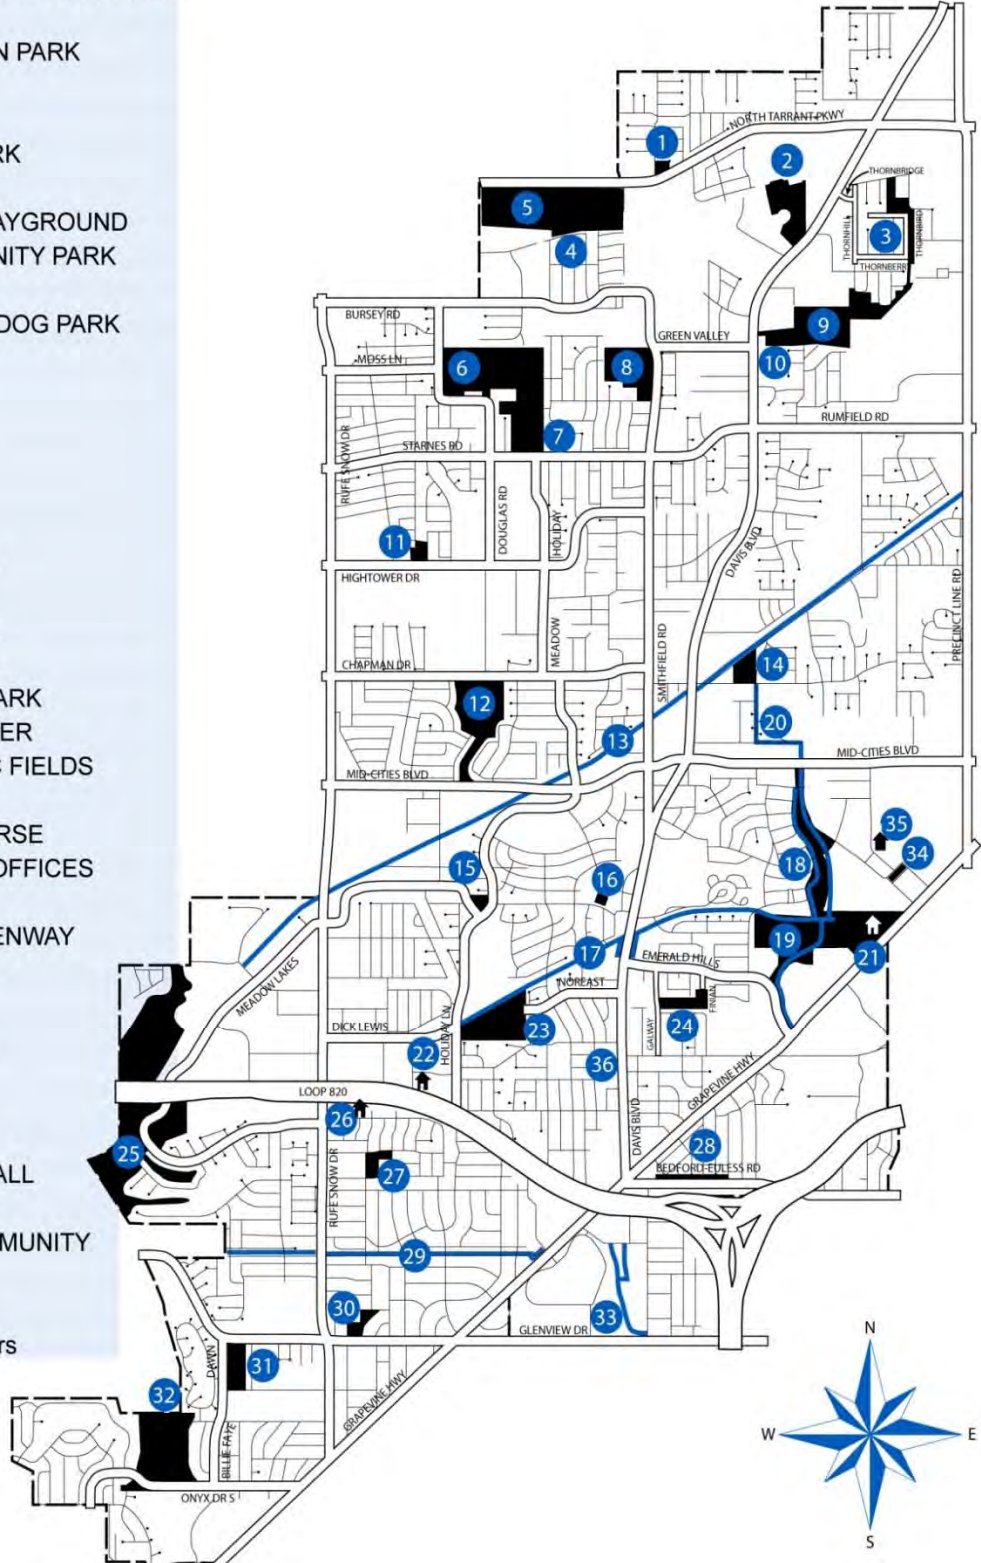 N PARK
RK
AYGROUND
NITY PARK
DOG PARK
ARK
ER
FIELDS
RSE
OFFICES
ENWAY
ALL
MUNITY
rs
1
NORTH TARRANT PKWY
2
THORNBRIDGE
5
THORNHILL
3
THORNBIRD
4
THORNBERRY
BURSEY RD
9
GREEN VALLEY
MOSS LN
6
8
10
RUMFIELD RD
7
STARNES RD
RUFE SNOW DR
DOUGLAS RD
HOLIDAY
11
DAVIS BLVD
HIGHTOWER DR
PRECINCT LINE RD
MEADOW
SMITHFIELD RD
CHAPMAN DR
14
12
20
13
MID-CITIES BLVD
MID-CITIES BLVD
35
34
15
18
16
19
21
17
EMERALD HILLS
MEADOW LAKES
NOREAST
FINIAN
DICK LEWIS
HOLIDAY LN
23
24
GALWAY
22
36
LOOP 820
GRAPEVINE HWY
26
DAVIS BLVD
25
28
27
BEDFORD-EULESS RD
RUFE SNOW DR
29
30
33
GLENVIEW DR
N
DAWN
31
32
GRAPEVINE HWY
W
E
BILLIE FAYE
ONYX DR S
S